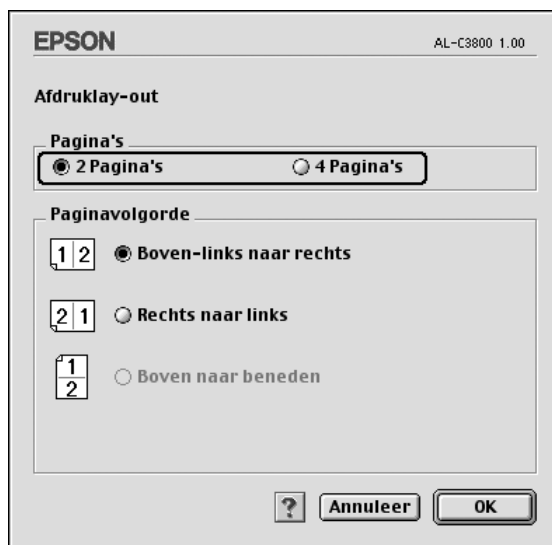 EPSON AL-C3800 1.00
Afdruklay-out
Pagina's
2 Pagina's 4 Pagina's
Paginavolgorde
1 2 Boven-links naar rechts
2 1 Rechts naar links
1
2 Boven naar beneden
? Annuleer OK